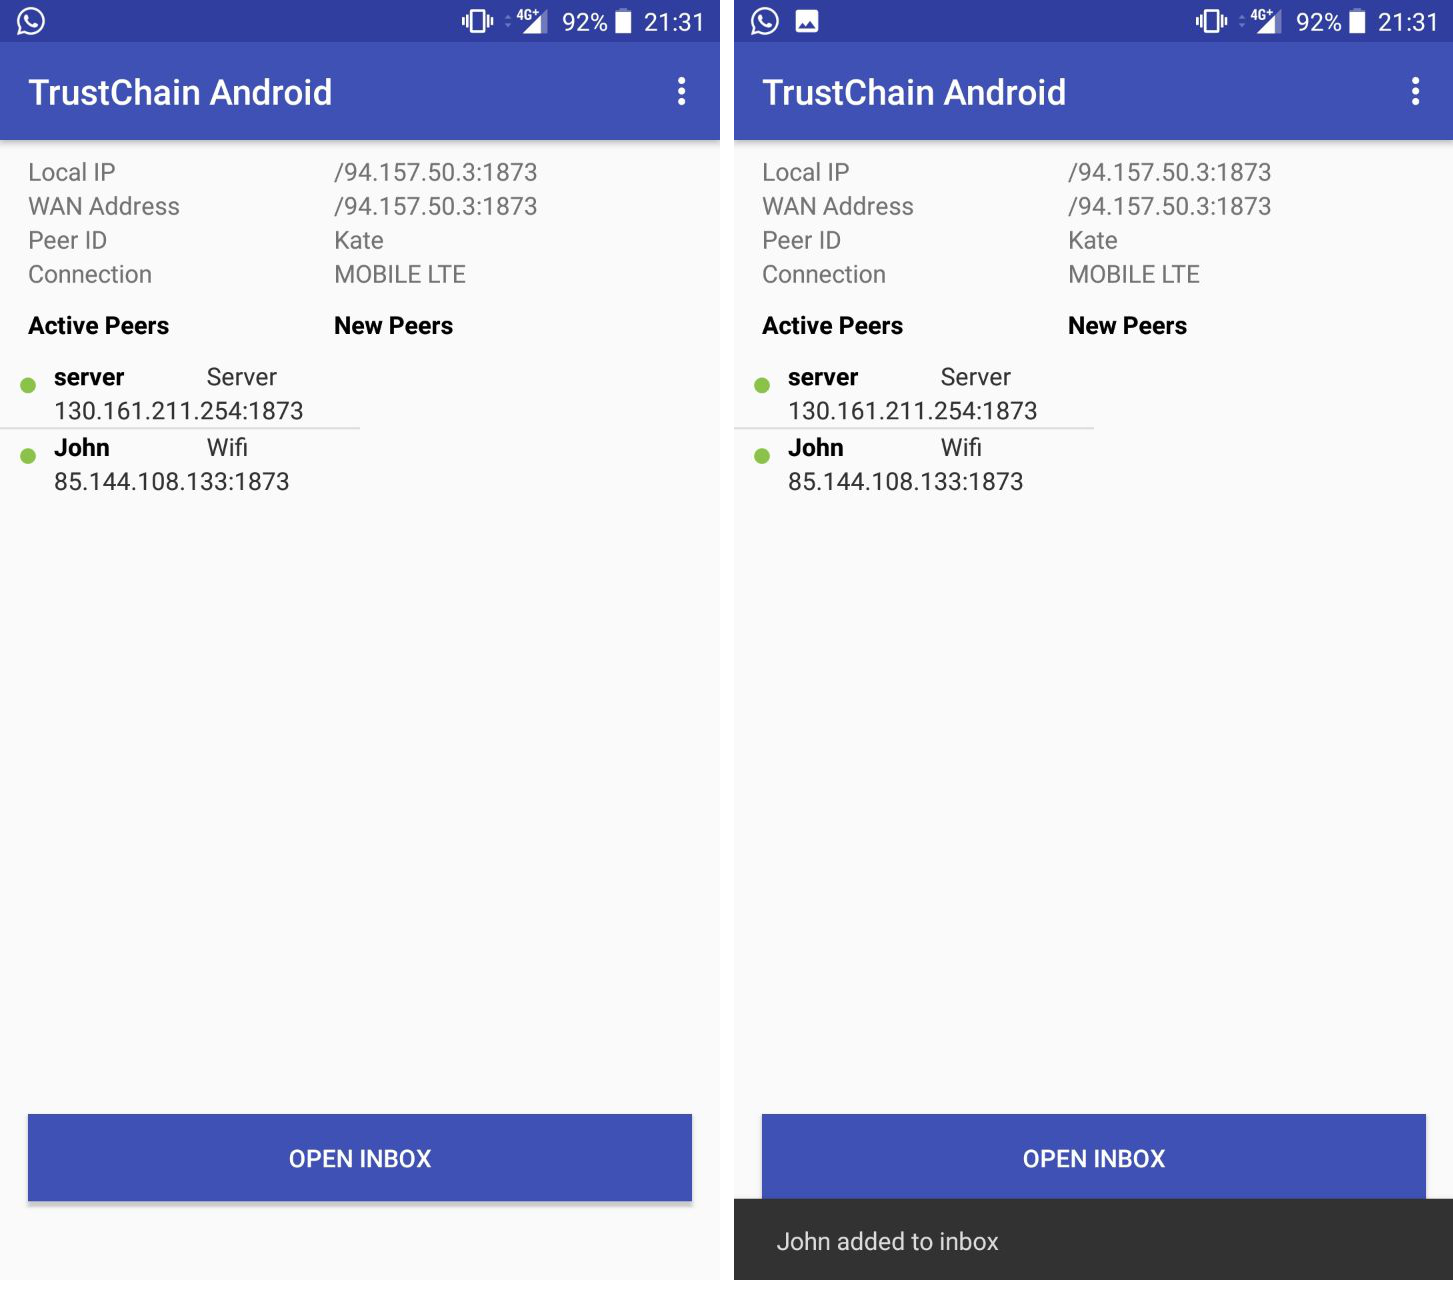 4G+ 92% 21:31
TrustChain Android
Local IP /94.157.50.3:1873
WAN Address /94.157.50.3:1873
Peer ID Kate
Connection MOBILE LTE
Active Peers New Peers
server Server
130.161.211.254:1873
John Wifi
85.144.108.133:1873
OPEN INBOX
4G+ 92% 21:31
TrustChain Android
Local IP /94.157.50.3:1873
WAN Address /94.157.50.3:1873
Peer ID Kate
Connection MOBILE LTE
Active Peers New Peers
server Server
130.161.211.254:1873
John Wifi
85.144.108.133:1873
OPEN INBOX
John added to inbox